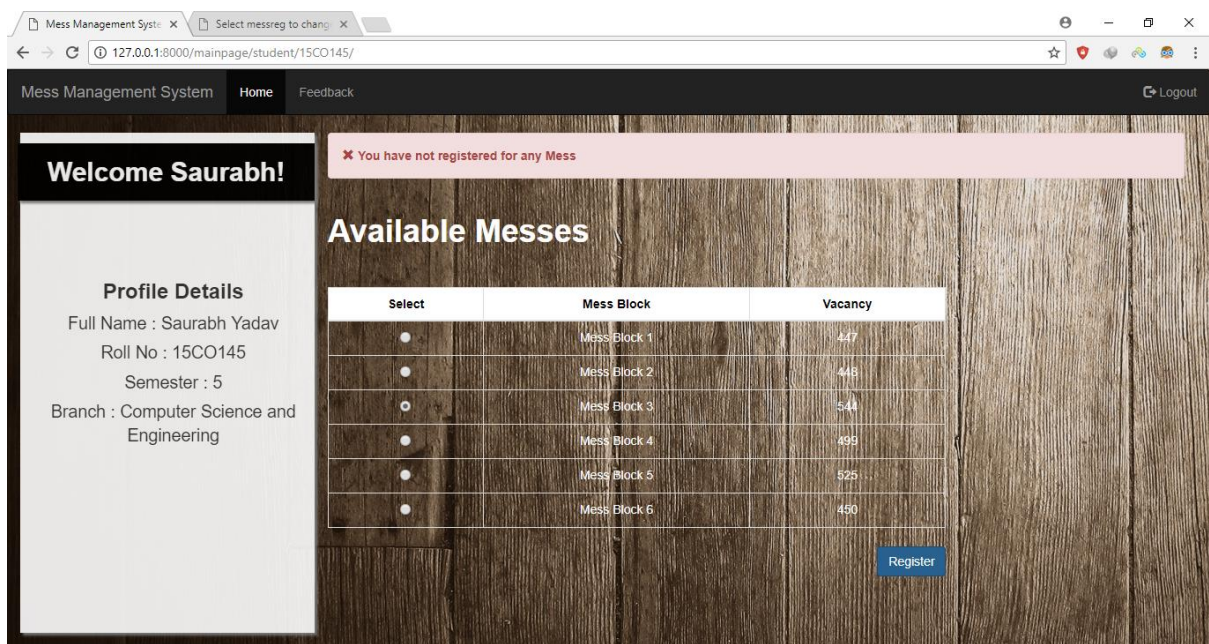 Mess Management Syste
Select messreg to chang
127.0.0.1:8000/mainpage/student/15CO145/
Mess Management System Home Feedback Logout
Welcome Saurabh!
Profile Details
Full Name : Saurabh Yadav
Roll No : 15CO145
Semester : 5
Branch : Computer Science and
Engineering
You have not registered for any Mess
Available Messes
Select Mess Block Vacancy
Mess Block 1 447
Mess Block 2 448
Mess Block 3 544
Mess Block 4 499
Mess Block 5 525
Mess Block 6 450
Register